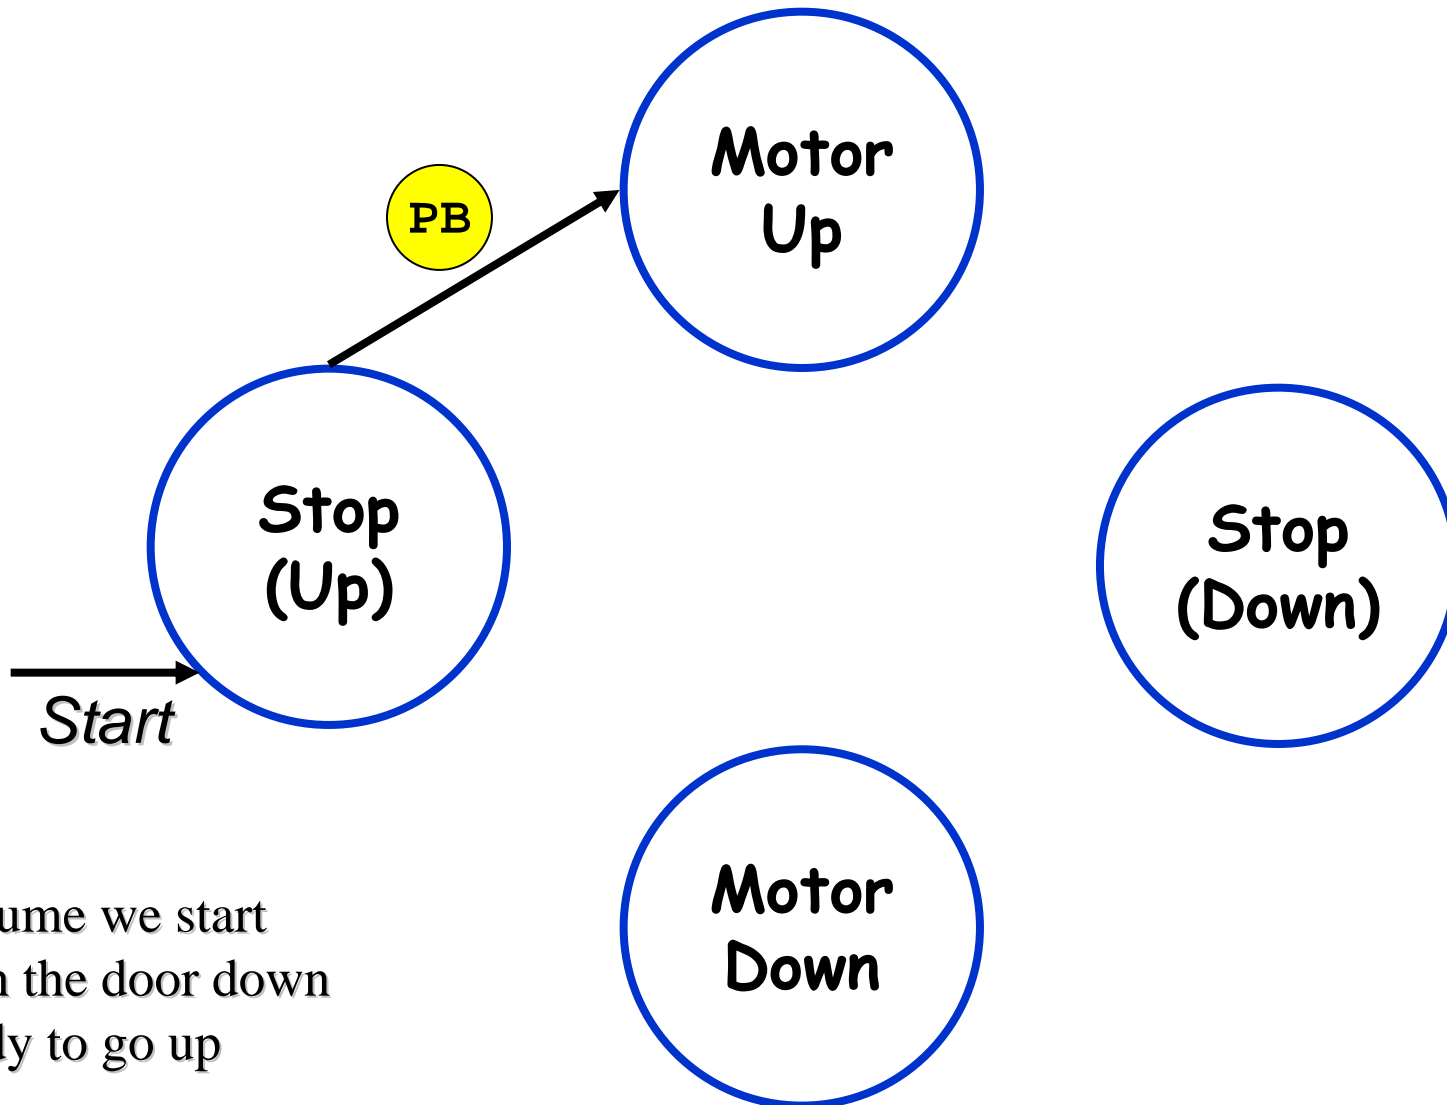 Motor
Up
PB
Stop
(Up)
Stop
(Down)
Start
Motor
Down
ume we start
the door down
to go up